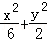 x²/6 + y²/2